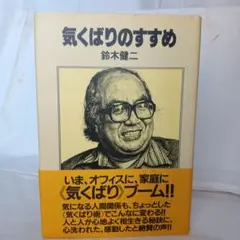 気くばりのすすめ
鈴木健二
いま、オフィスに、家庭に
《気くばり》ブーム!!
気になる人間関係も、ちょっとした
〈気くばり術〉でこんなに変わる!!
人と人が心地よく相生きる秘訣に、
心洗われた、感動したと絶賛の声!!